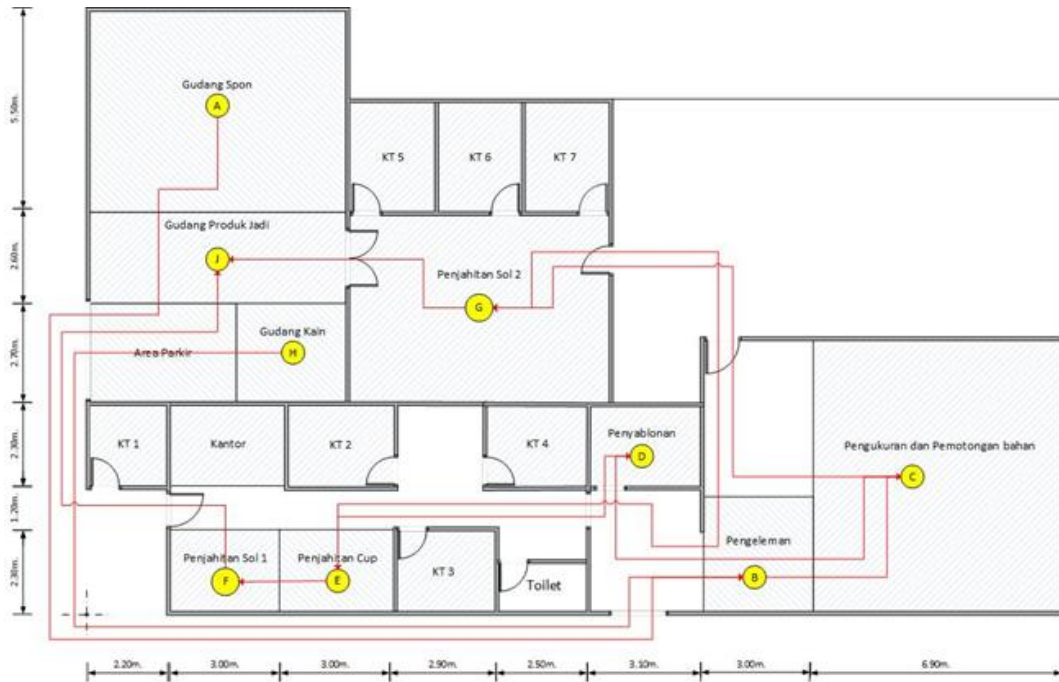 5.50m.
2.60m.
2.70m.
2.30m.
1.20m.
2.30m.
Gudang Spon
A
KT 5
KT 6
KT 7
Gudang Produk Jadi
J
Penjahitan Sol 2
G
Gudang Kain
Area Parkir
H
KT 1
Kantor
KT 2
KT 4
Penyablonan
D
Pengukuran dan Pemotongan bahan
C
Penjahitan Sol 1
F
Penjahitan Cup
E
KT 3
Toilet
Pengeleman
B
2.20m.
3.00m.
3.00m.
2.90m.
2.50m.
3.10m.
3.00m.
6.90m.